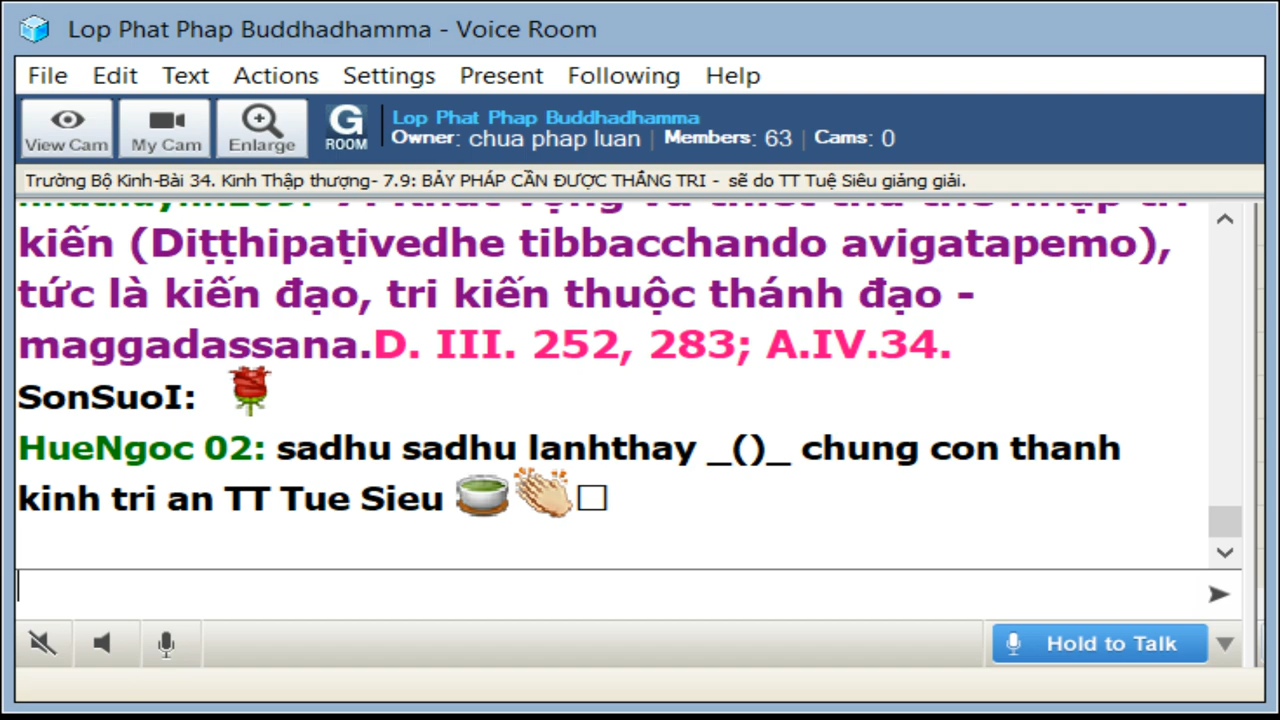 Lop Phat Phap Buddhadhamma - Voice Room
File Edit Text Actions Settings Present Following Help
View Cam My Cam Enlarge G ROOM
Lop Phat Phap Buddhadhamma
Owner: chua phap luan | Members: 63 | Cams: 0
Trường Bộ Kinh-Bài 34. Kinh Thập thượng- 7.9: BẢY PHÁP CẦN ĐƯỢC THẮNG TRI - sẽ do TT Tuệ Siêu giảng giải.
kiến (Diṭṭhipaṭivedhe tibbacchando avigatapemo),
tức là kiến đạo, tri kiến thuộc thánh đạo -
maggadassana.D. III. 252, 283; A.IV.34.
SonSuoI:
HueNgoc 02: sadhu sadhu lanhthay _()_ chung con thanh
kinh tri an TT Tue Sieu
Hold to Talk